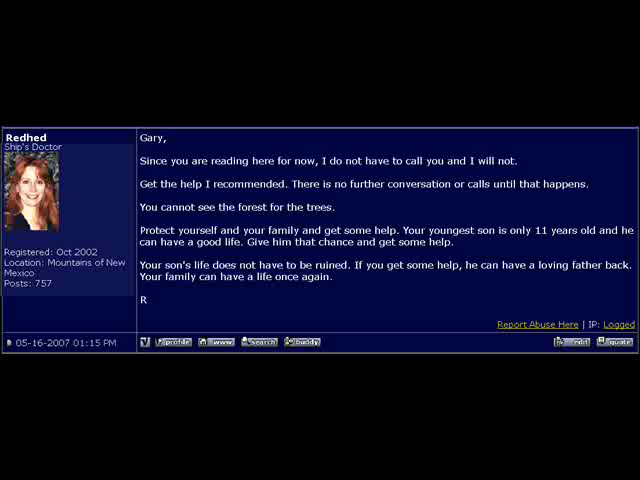 Redhed
Ship's Doctor
Registered: Oct 2002
Location: Mountains of New
Mexico
Posts: 757
Gary,
Since you are reading here for now, I do not have to call you and I will not.
Get the help I recommended. There is no further conversation or calls until that happens.
You cannot see the forest for the trees.
Protect yourself and your family and get some help. Your youngest son is only 11 years old and he
can have a good life. Give him that chance and get some help.
Your son's life does not have to be ruined. If you get some help, he can have a loving father back.
Your family can have a life once again.
R
Report Abuse Here | IP: Logged
05-16-2007 01:15 PM
profile www search buddy edit quote